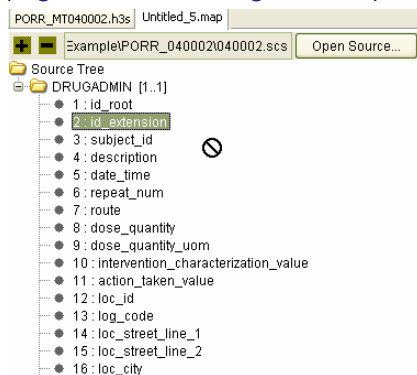 PORR_MT040002.h3s Untitled_5.map
Example\PORR_040002\040002.scs Open Source...
Source Tree
DRUGADMIN [1..1]
1 : id_root
2 : id_extension
3 : subject_id
4 : description
5 : date_time
6 : repeat_num
7 : route
8 : dose_quantity
9 : dose_quantity_uom
10 : intervention_characterization_value
11 : action_taken_value
12 : loc_id
13 : log_code
14 : loc_street_line_1
15 : loc_street_line_2
16 : loc_city